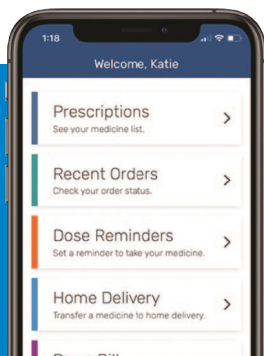 1:18
Welcome, Katie
Prescriptions
See your medicine list.
Recent Orders
Check your order status.
Dose Reminders
Set a reminder to take your medicine.
Home Delivery
Transfer a medicine to home delivery.